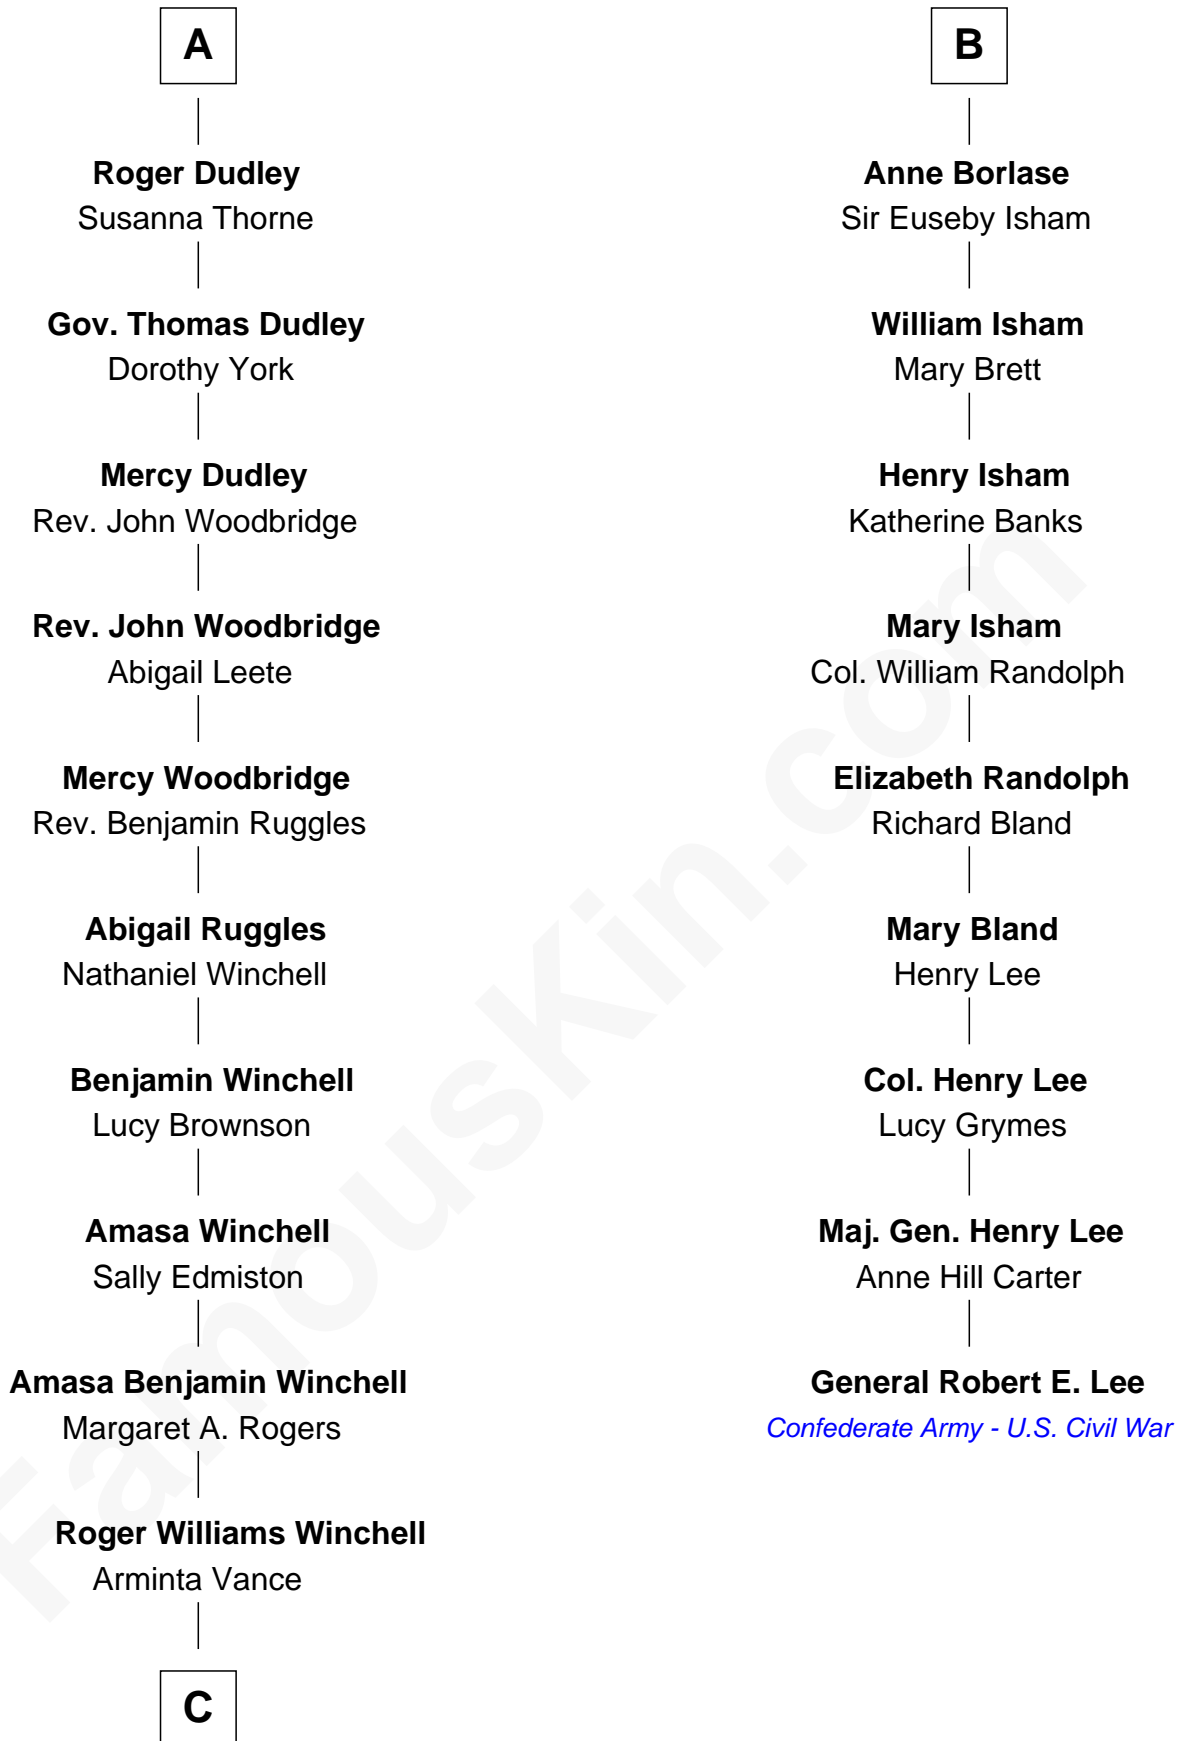 A
Roger Dudley
Susanna Thorne
Gov. Thomas Dudley
Dorothy York
Mercy Dudley
Rev. John Woodbridge
Rev. John Woodbridge
Abigail Leete
Mercy Woodbridge
Rev. Benjamin Ruggles
Abigail Ruggles
Nathaniel Winchell
Benjamin Winchell
Lucy Brownson
Amasa Winchell
Sally Edmiston
Amasa Benjamin Winchell
Margaret A. Rogers
Roger Williams Winchell
Arminta Vance
C
B
Anne Borlase
Sir Euseby Isham
William Isham
Mary Brett
Henry Isham
Katherine Banks
Mary Isham
Col. William Randolph
Elizabeth Randolph
Richard Bland
Mary Bland
Henry Lee
Col. Henry Lee
Lucy Grymes
Maj. Gen. Henry Lee
Anne Hill Carter
General Robert E. Lee
Confederate Army - U.S. Civil War
FamousKin.com